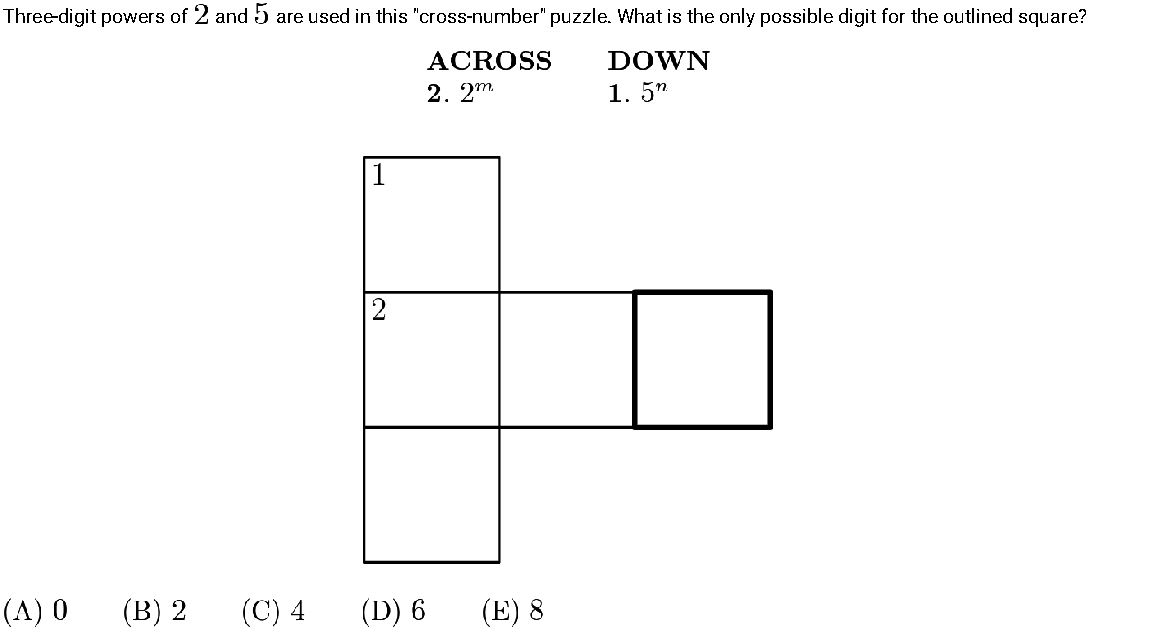 Three-digit powers of 2 and 5 are used in this "cross-number" puzzle. What is the only possible digit for the outlined square?
ACROSS DOWN
2. 2^m 1. 5^n
1
2
(A) 0 (B) 2 (C) 4 (D) 6 (E) 8